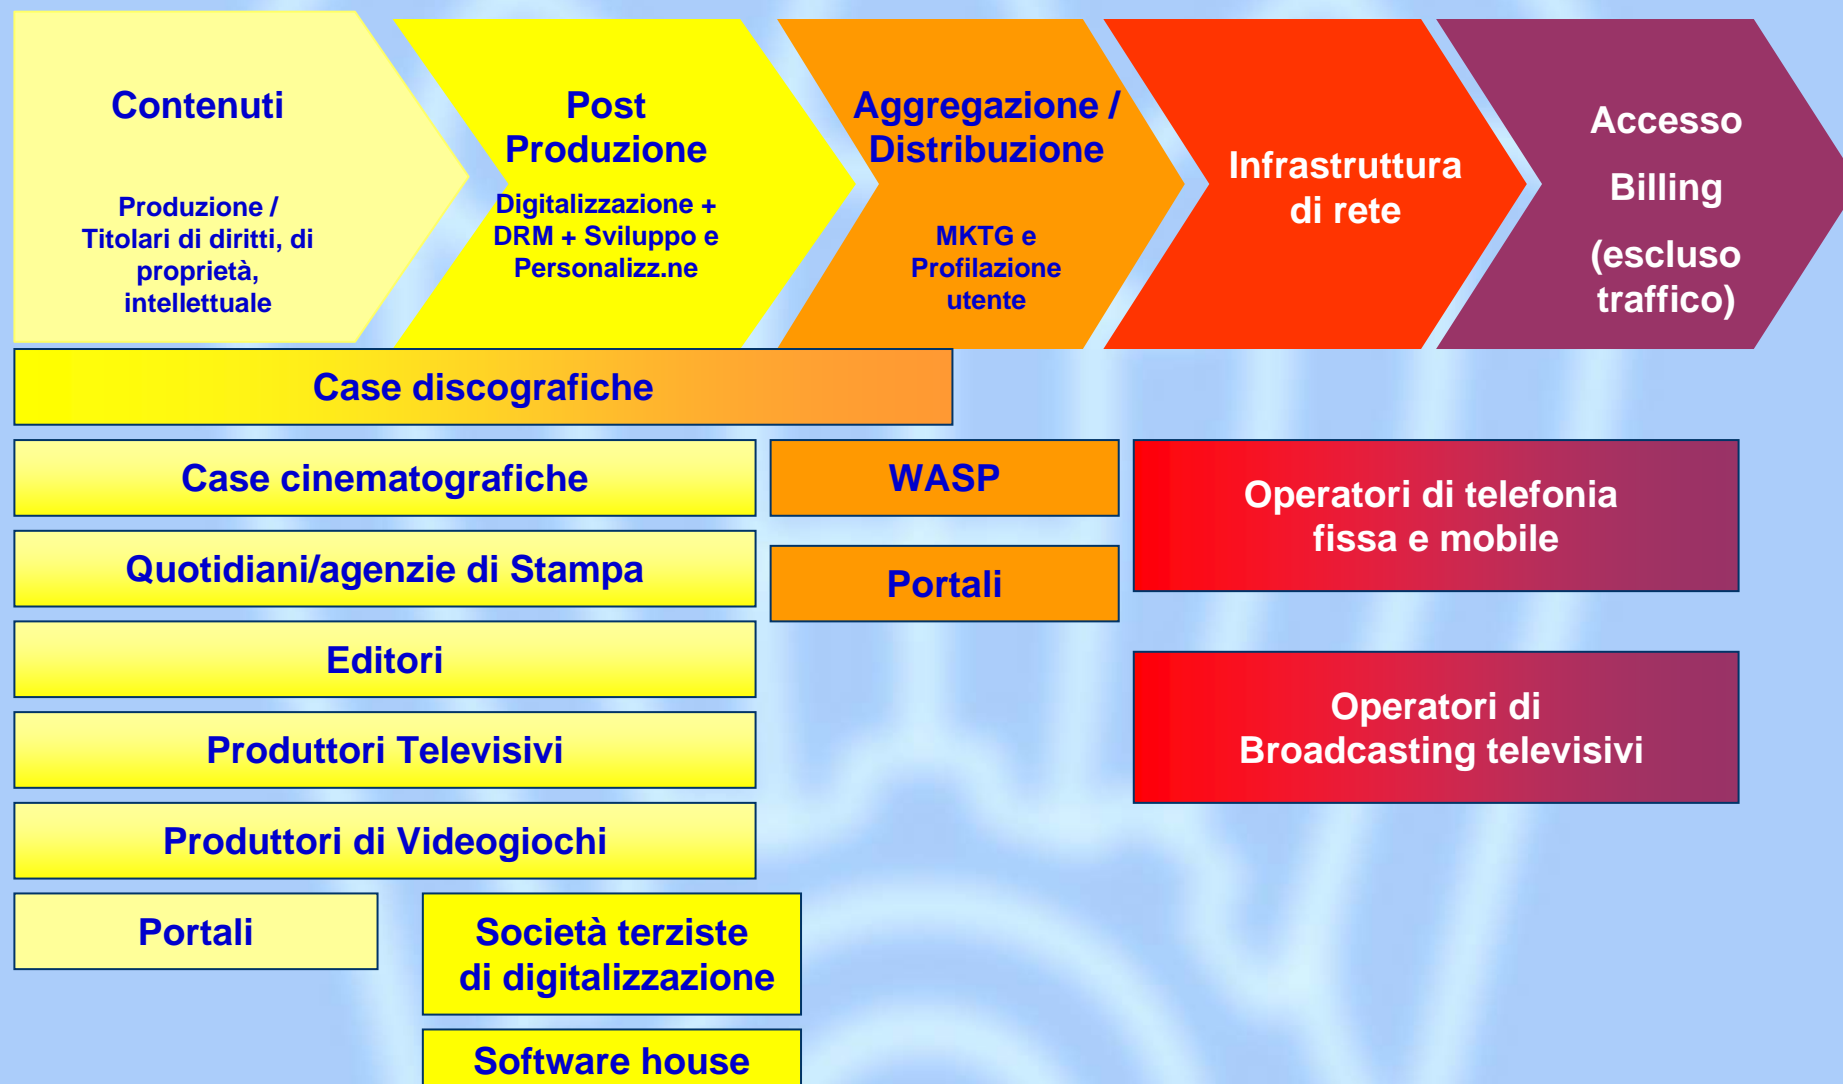 Contenuti
Produzione /
Titolari di diritti, di
proprietà,
intellettuale
Post
Produzione
Digitalizzazione +
DRM + Sviluppo e
Personalizz.ne
Aggregazione /
Distribuzione
MKTG e
Profilazione
utente
Infrastruttura
di rete
Accesso
Billing
(escluso
traffico)
Case discografiche
Case cinematografiche
WASP
Operatori di telefonia
fissa e mobile
Quotidiani/agenzie di Stampa
Portali
Editori
Produttori Televisivi
Operatori di
Broadcasting televisivi
Produttori di Videogiochi
Portali
Società terziste
di digitalizzazione
Software house